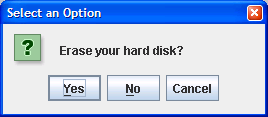 Select an Option
?
Erase your hard disk?
Yes No Cancel